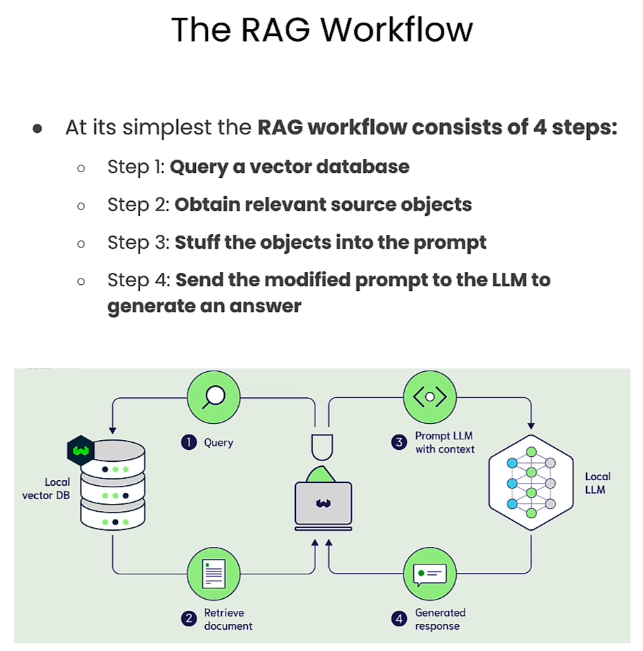 The RAG Workflow
● At its simplest the RAG workflow consists of 4 steps:
○ Step 1: Query a vector database
○ Step 2: Obtain relevant source objects
○ Step 3: Stuff the objects into the prompt
○ Step 4: Send the modified prompt to the LLM to
generate an answer
1 Query
3 Prompt LLM
with context
Local
vector DB
Local
LLM
2 Retrieve
document
4 Generated
response